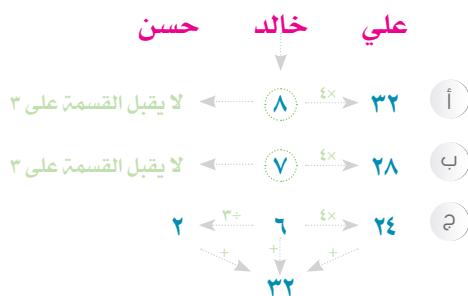 علي خالد حسن
أ ٣٢ ×٤ ٨ لا يقبل القسمة على ٣
ب ٢٨ ×٤ ٧ لا يقبل القسمة على ٣
ج ٢٤ ×٤ ٦ ÷٣ ٢
+ + +
٣٢